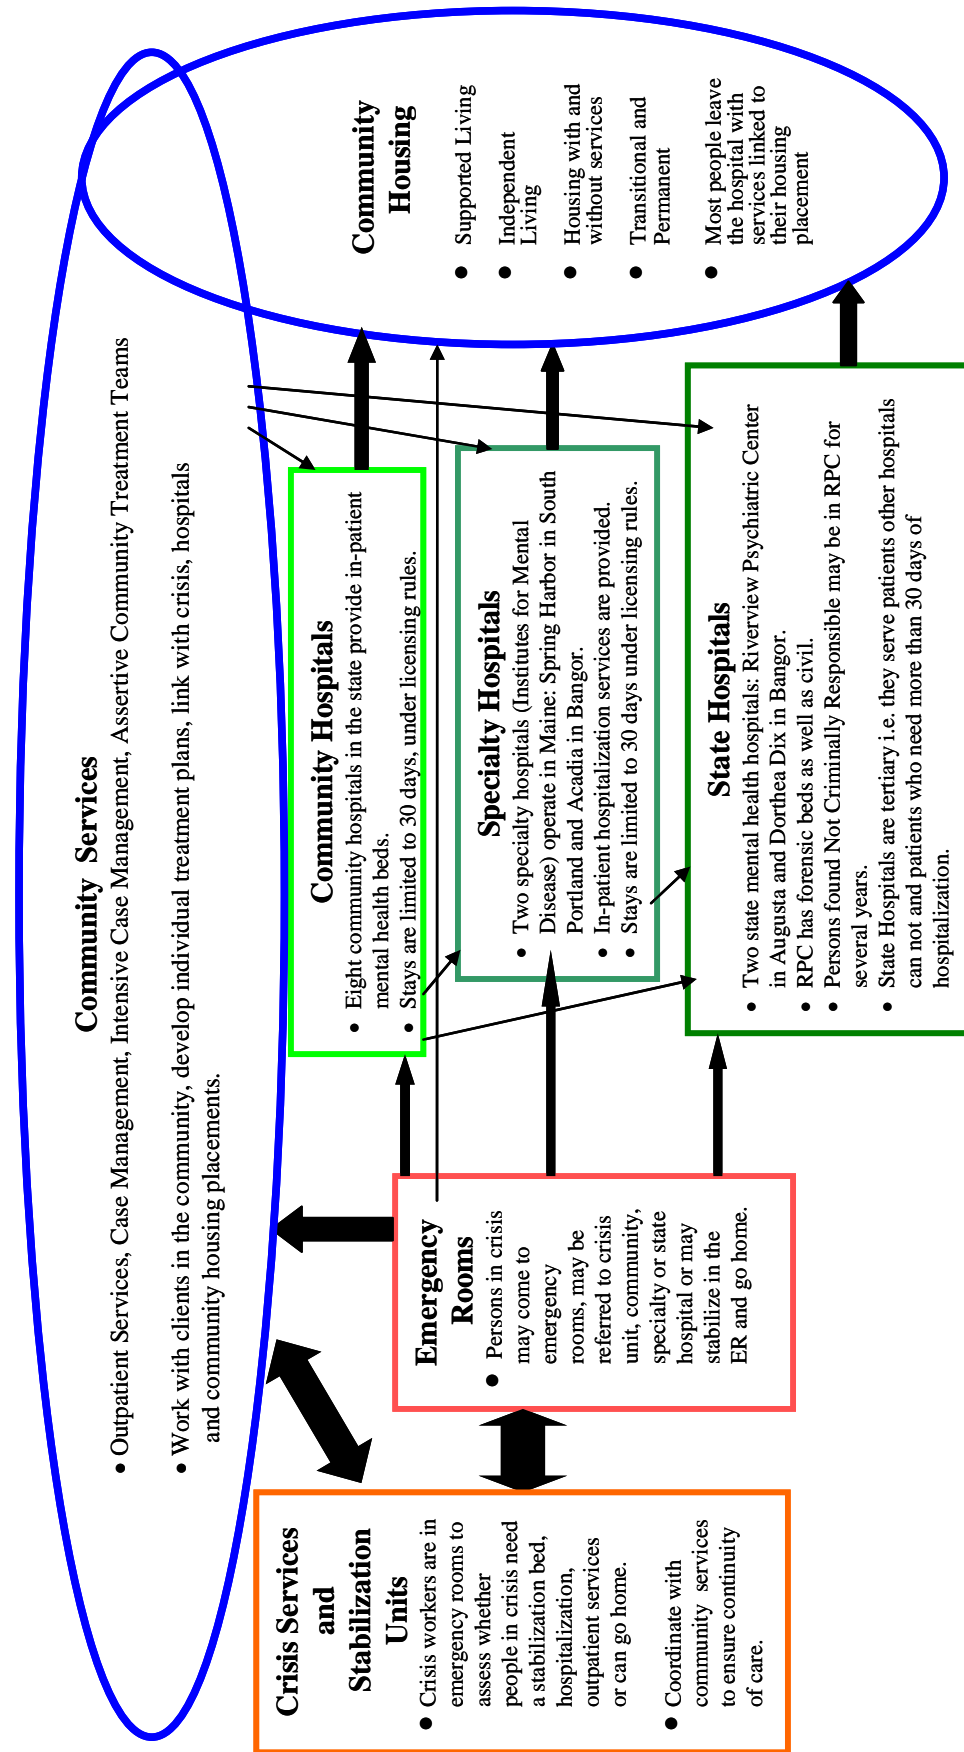 Community Services
• Outpatient Services, Case Management, Intensive Case Management, Assertive Community Treatment Teams
• Work with clients in the community, develop individual treatment plans, link with crisis, hospitals
and community housing placements.
Crisis Services
and
Stabilization
Units
• Crisis workers are in
emergency rooms to
assess whether
people in crisis need
a stabilization bed,
hospitalization,
outpatient services
or can go home.
• Coordinate with
community services
to ensure continuity
of care.
Emergency
Rooms
• Persons in crisis
may come to
emergency
rooms, may be
referred to crisis
unit, community,
specialty or state
hospital or may
stabilize in the
ER and go home.
Community Hospitals
• Eight community hospitals in the state provide in-patient
mental health beds.
• Stays are limited to 30 days, under licensing rules.
Specialty Hospitals
• Two specialty hospitals (Institutes for Mental
Disease) operate in Maine: Spring Harbor in South
Portland and Acadia in Bangor.
• In-patient hospitalization services are provided.
• Stays are limited to 30 days under licensing rules.
State Hospitals
• Two state mental health hospitals: Riverview Psychiatric Center
in Augusta and Dorthea Dix in Bangor.
• RPC has forensic beds as well as civil.
• Persons found Not Criminally Responsible may be in RPC for
several years.
• State Hospitals are tertiary i.e. they serve patients other hospitals
can not and patients who need more than 30 days of
hospitalization.
Community
Housing
• Supported Living
• Independent
Living
• Housing with and
without services
• Transitional and
Permanent
• Most people leave
the hospital with
services linked to
their housing
placement